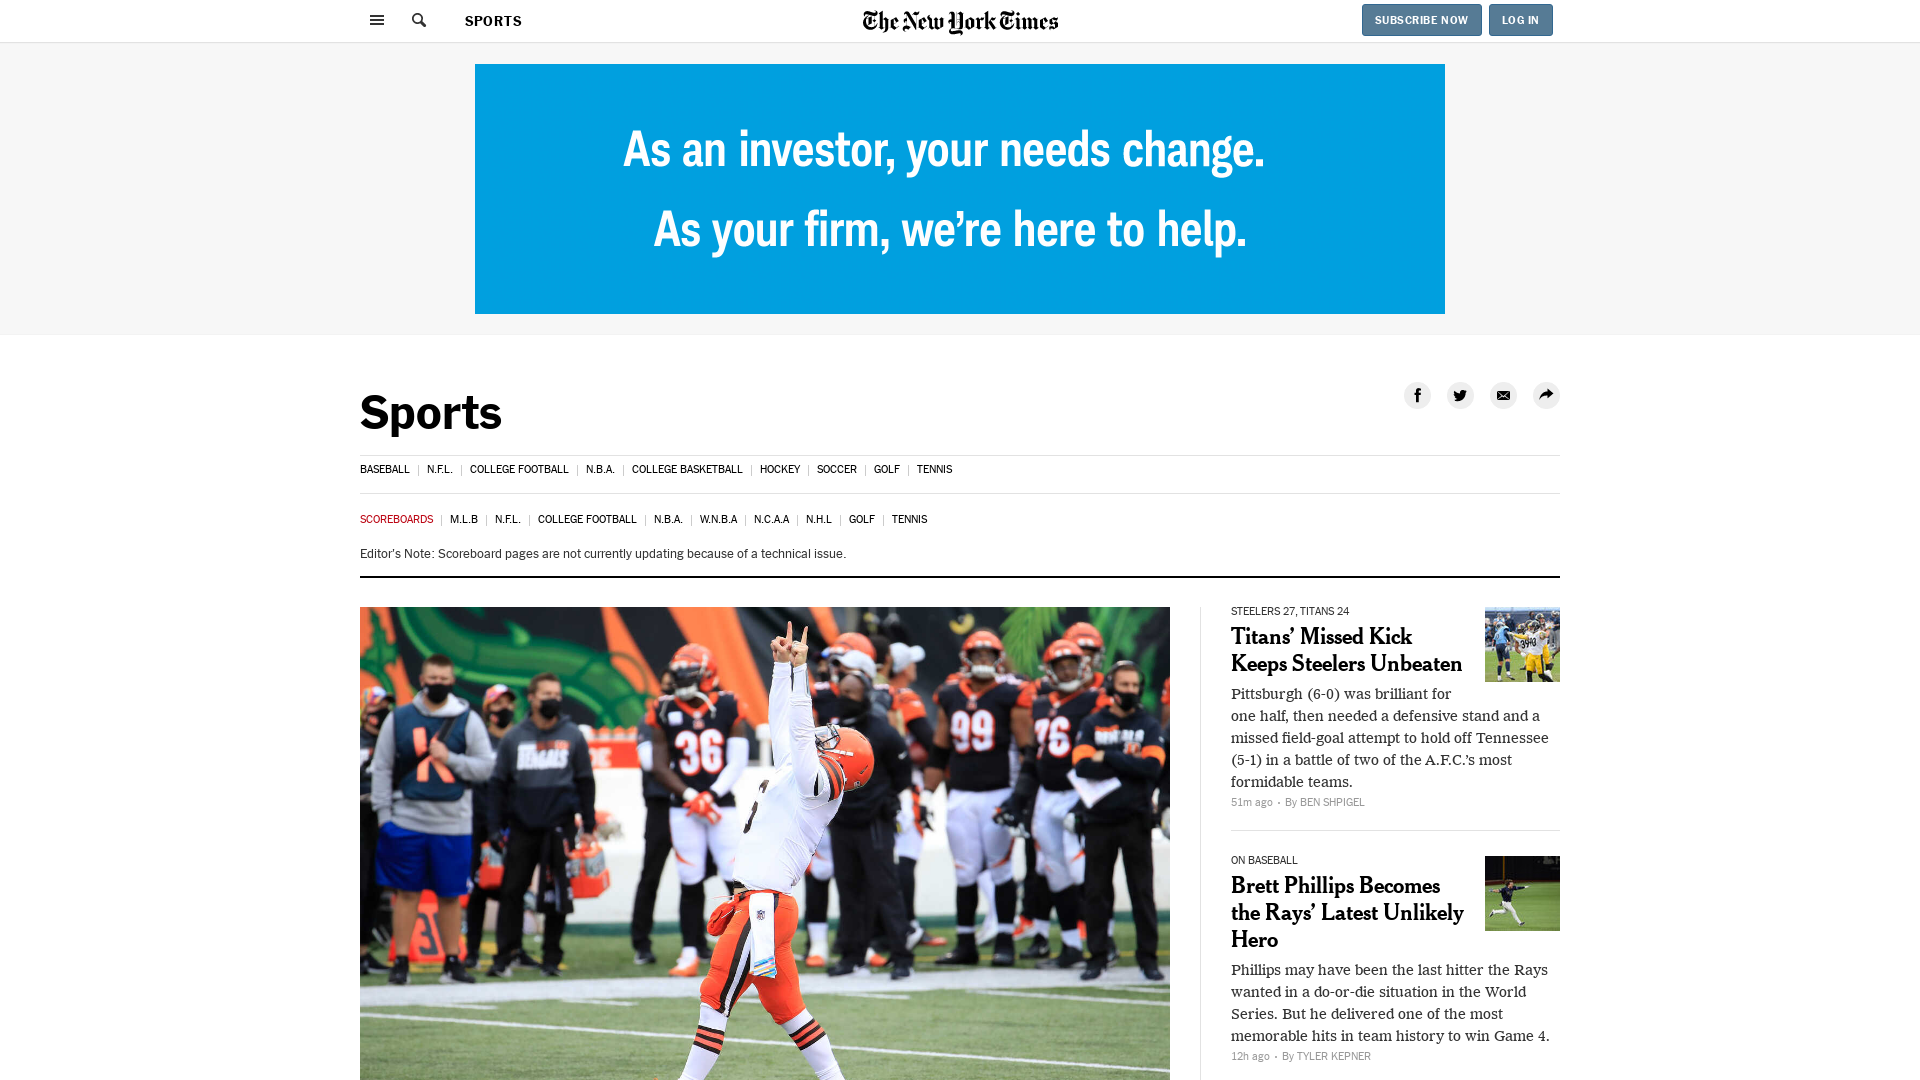 SPORTS
The New York Times
SUBSCRIBE NOW
LOG IN
As an investor, your needs change.
As your firm, we're here to help.
Sports
BASEBALL | N.F.L. | COLLEGE FOOTBALL | N.B.A. | COLLEGE BASKETBALL | HOCKEY | SOCCER | GOLF | TENNIS
SCOREBOARDS | M.L.B | N.F.L. | COLLEGE FOOTBALL | N.B.A. | W.N.B.A | N.C.A.A | N.H.L | GOLF | TENNIS
Editor's Note: Scoreboard pages are not currently updating because of a technical issue.
36
99
76
BENGALS
3
STEELERS 27, TITANS 24
Titans’ Missed Kick
Keeps Steelers Unbeaten
Pittsburgh (6-0) was brilliant for
one half, then needed a defensive stand and a
missed field-goal attempt to hold off Tennessee
(5-1) in a battle of two of the A.F.C.’s most
formidable teams.
51m ago • By BEN SHPIGEL
ON BASEBALL
Brett Phillips Becomes
the Rays’ Latest Unlikely
Hero
Phillips may have been the last hitter the Rays
wanted in a do-or-die situation in the World
Series. But he delivered one of the most
memorable hits in team history to win Game 4.
12h ago • By TYLER KEPNER